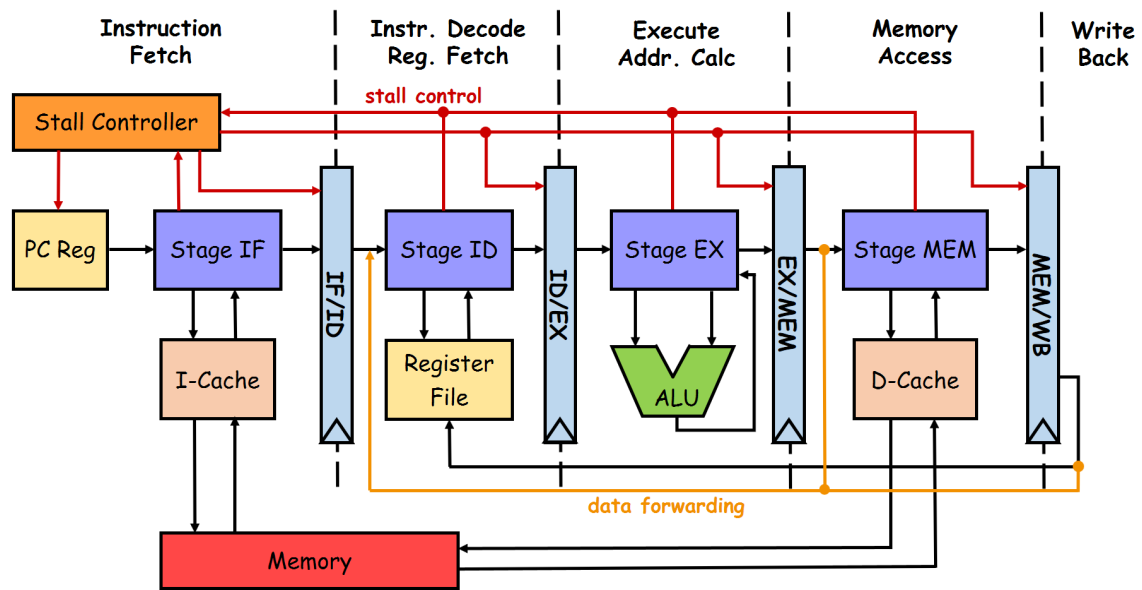 Instruction
Fetch
Instr. Decode
Reg. Fetch
Execute
Addr. Calc
Memory
Access
Write
Back
stall control
Stall Controller
PC Reg
Stage IF
IF/ID
Stage ID
ID/EX
Stage EX
EX/MEM
Stage MEM
MEM/WB
I-Cache
Register
File
ALU
D-Cache
data forwarding
Memory